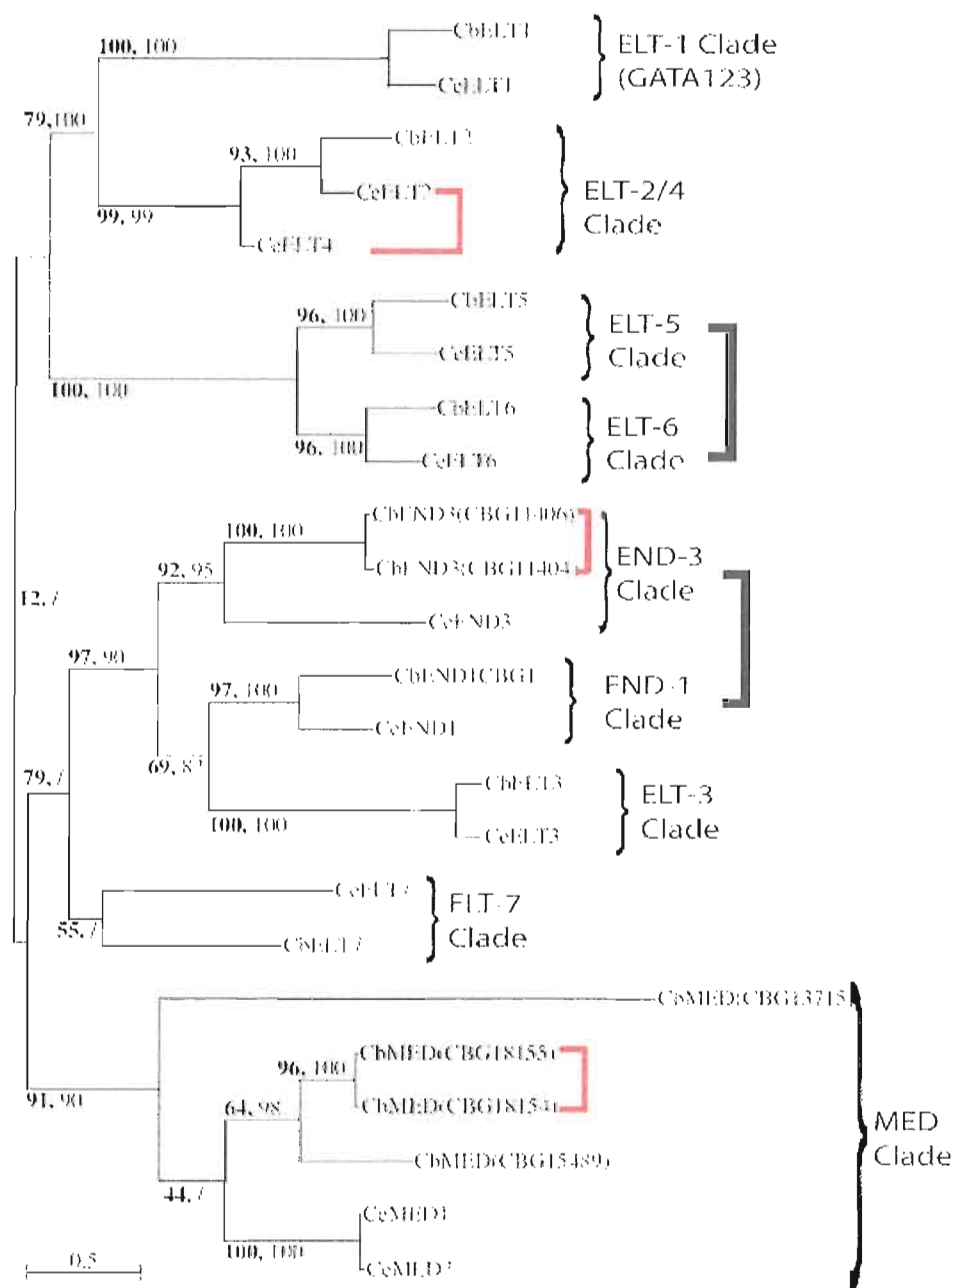 CbELT1
100, 100
ELT-1 Clade
(GATA123)
CeELT1
79,100
CbELT2
93, 100
CeELT2
ELT-2/4
Clade
99, 99
CeELT4
CbELT5
96, 100
ELT-5
Clade
CeELT5
100, 100
CbELT6
ELT-6
Clade
96, 100
CeELT6
CbEND3(CBG11406)
100, 100
END-3
Clade
CbEND3(CBG11404)
92, 95
12, /
CeEND3
97, 90
CbEND1CBG1
97, 100
END-1
Clade
CeEND1
69,
79, /
CbELT3
ELT-3
Clade
100, 100
CeELT3
CeELT7
ELT-7
Clade
55, /
CbELT7
CbMED(CBG13715)
CbMED(CBG18155)
96, 100
91, 90
64, 98
CbMED(CBG18154)
MED
Clade
CbMED(CBG15489)
44, /
CeMED1
100, 100
0.5
CeMED2